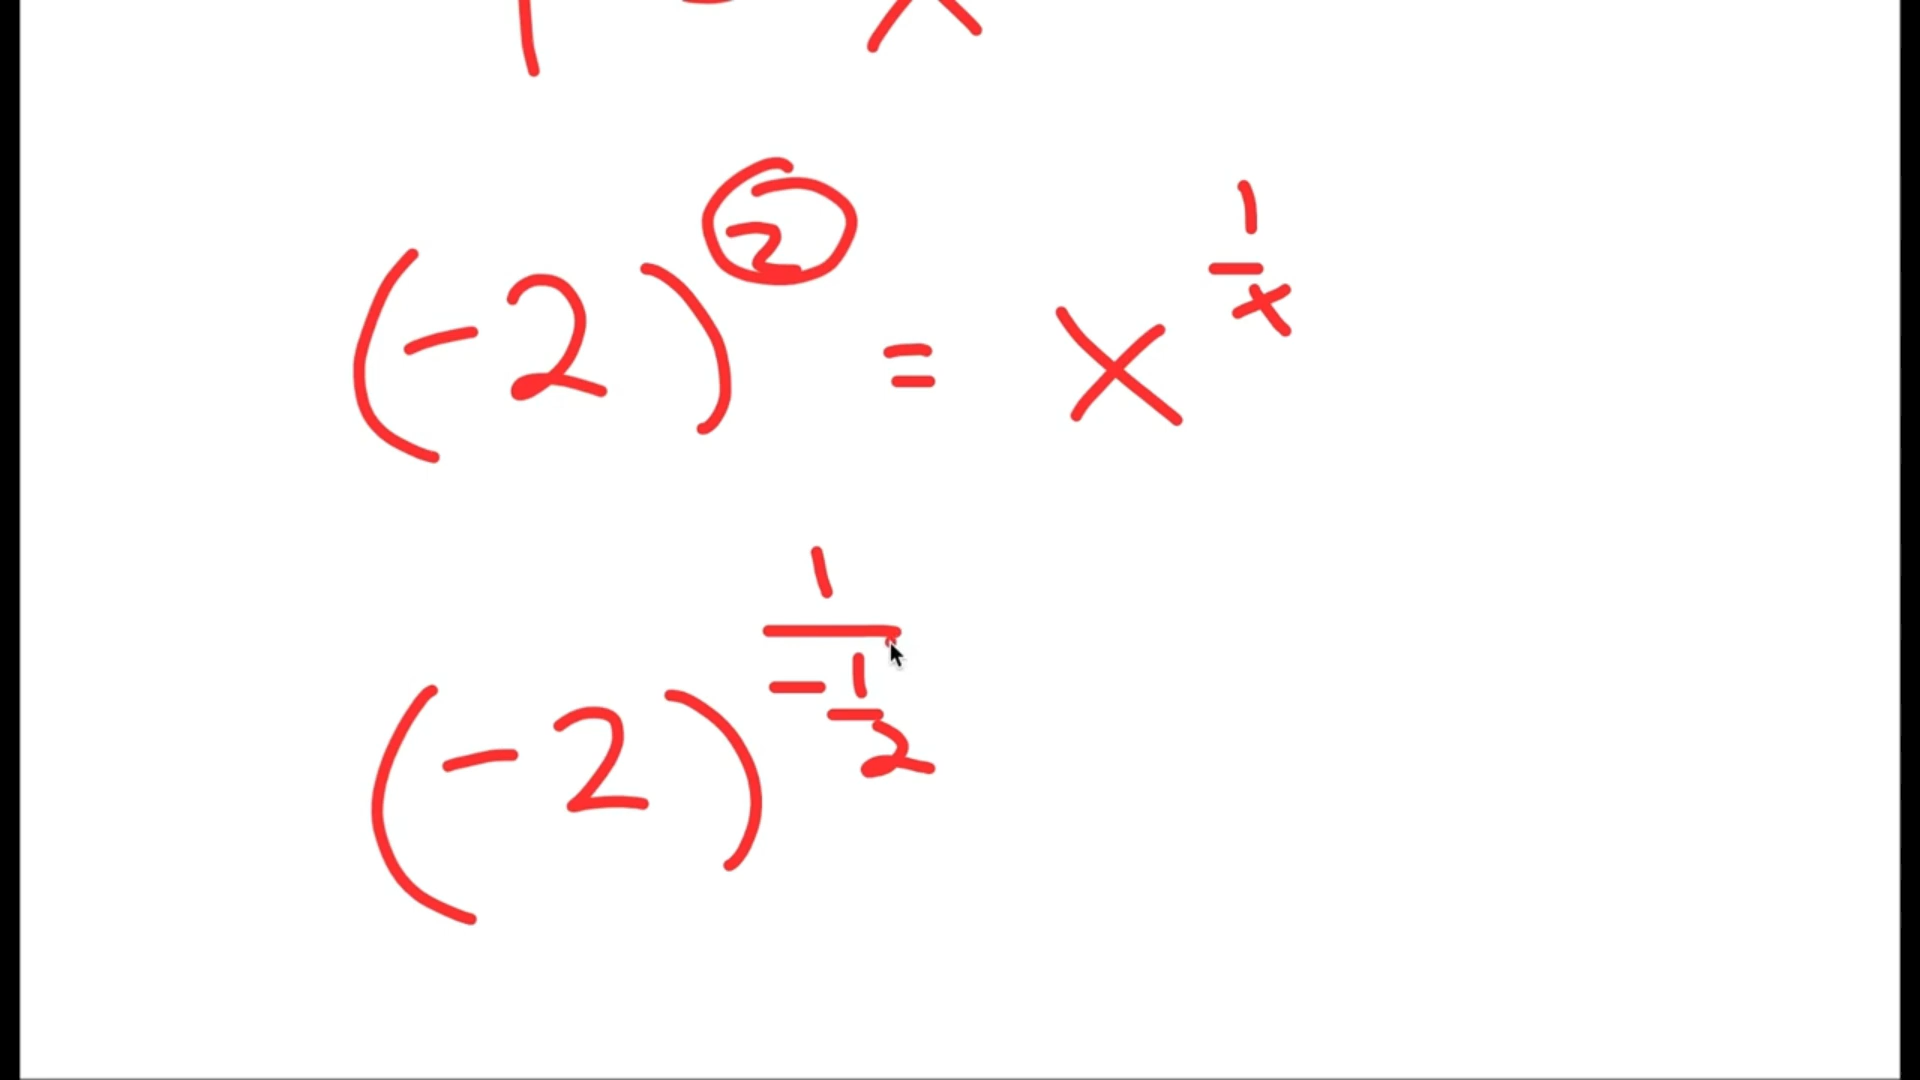 (-2)^2 = x^(1/x)
(-2)^(1/(-1/2))